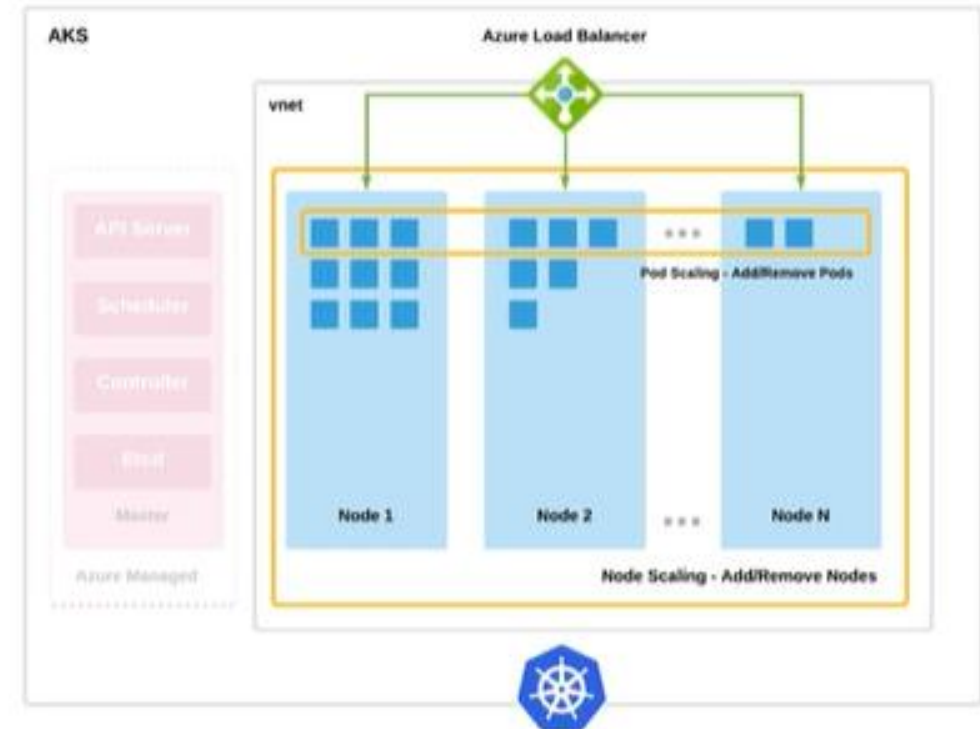 AKS
Azure Load Balancer
vnet
API Server
Scheduler
Controller
Etcd
Master
Azure Managed
Pod Scaling - Add/Remove Pods
Node 1
Node 2
Node N
Node Scaling - Add/Remove Nodes